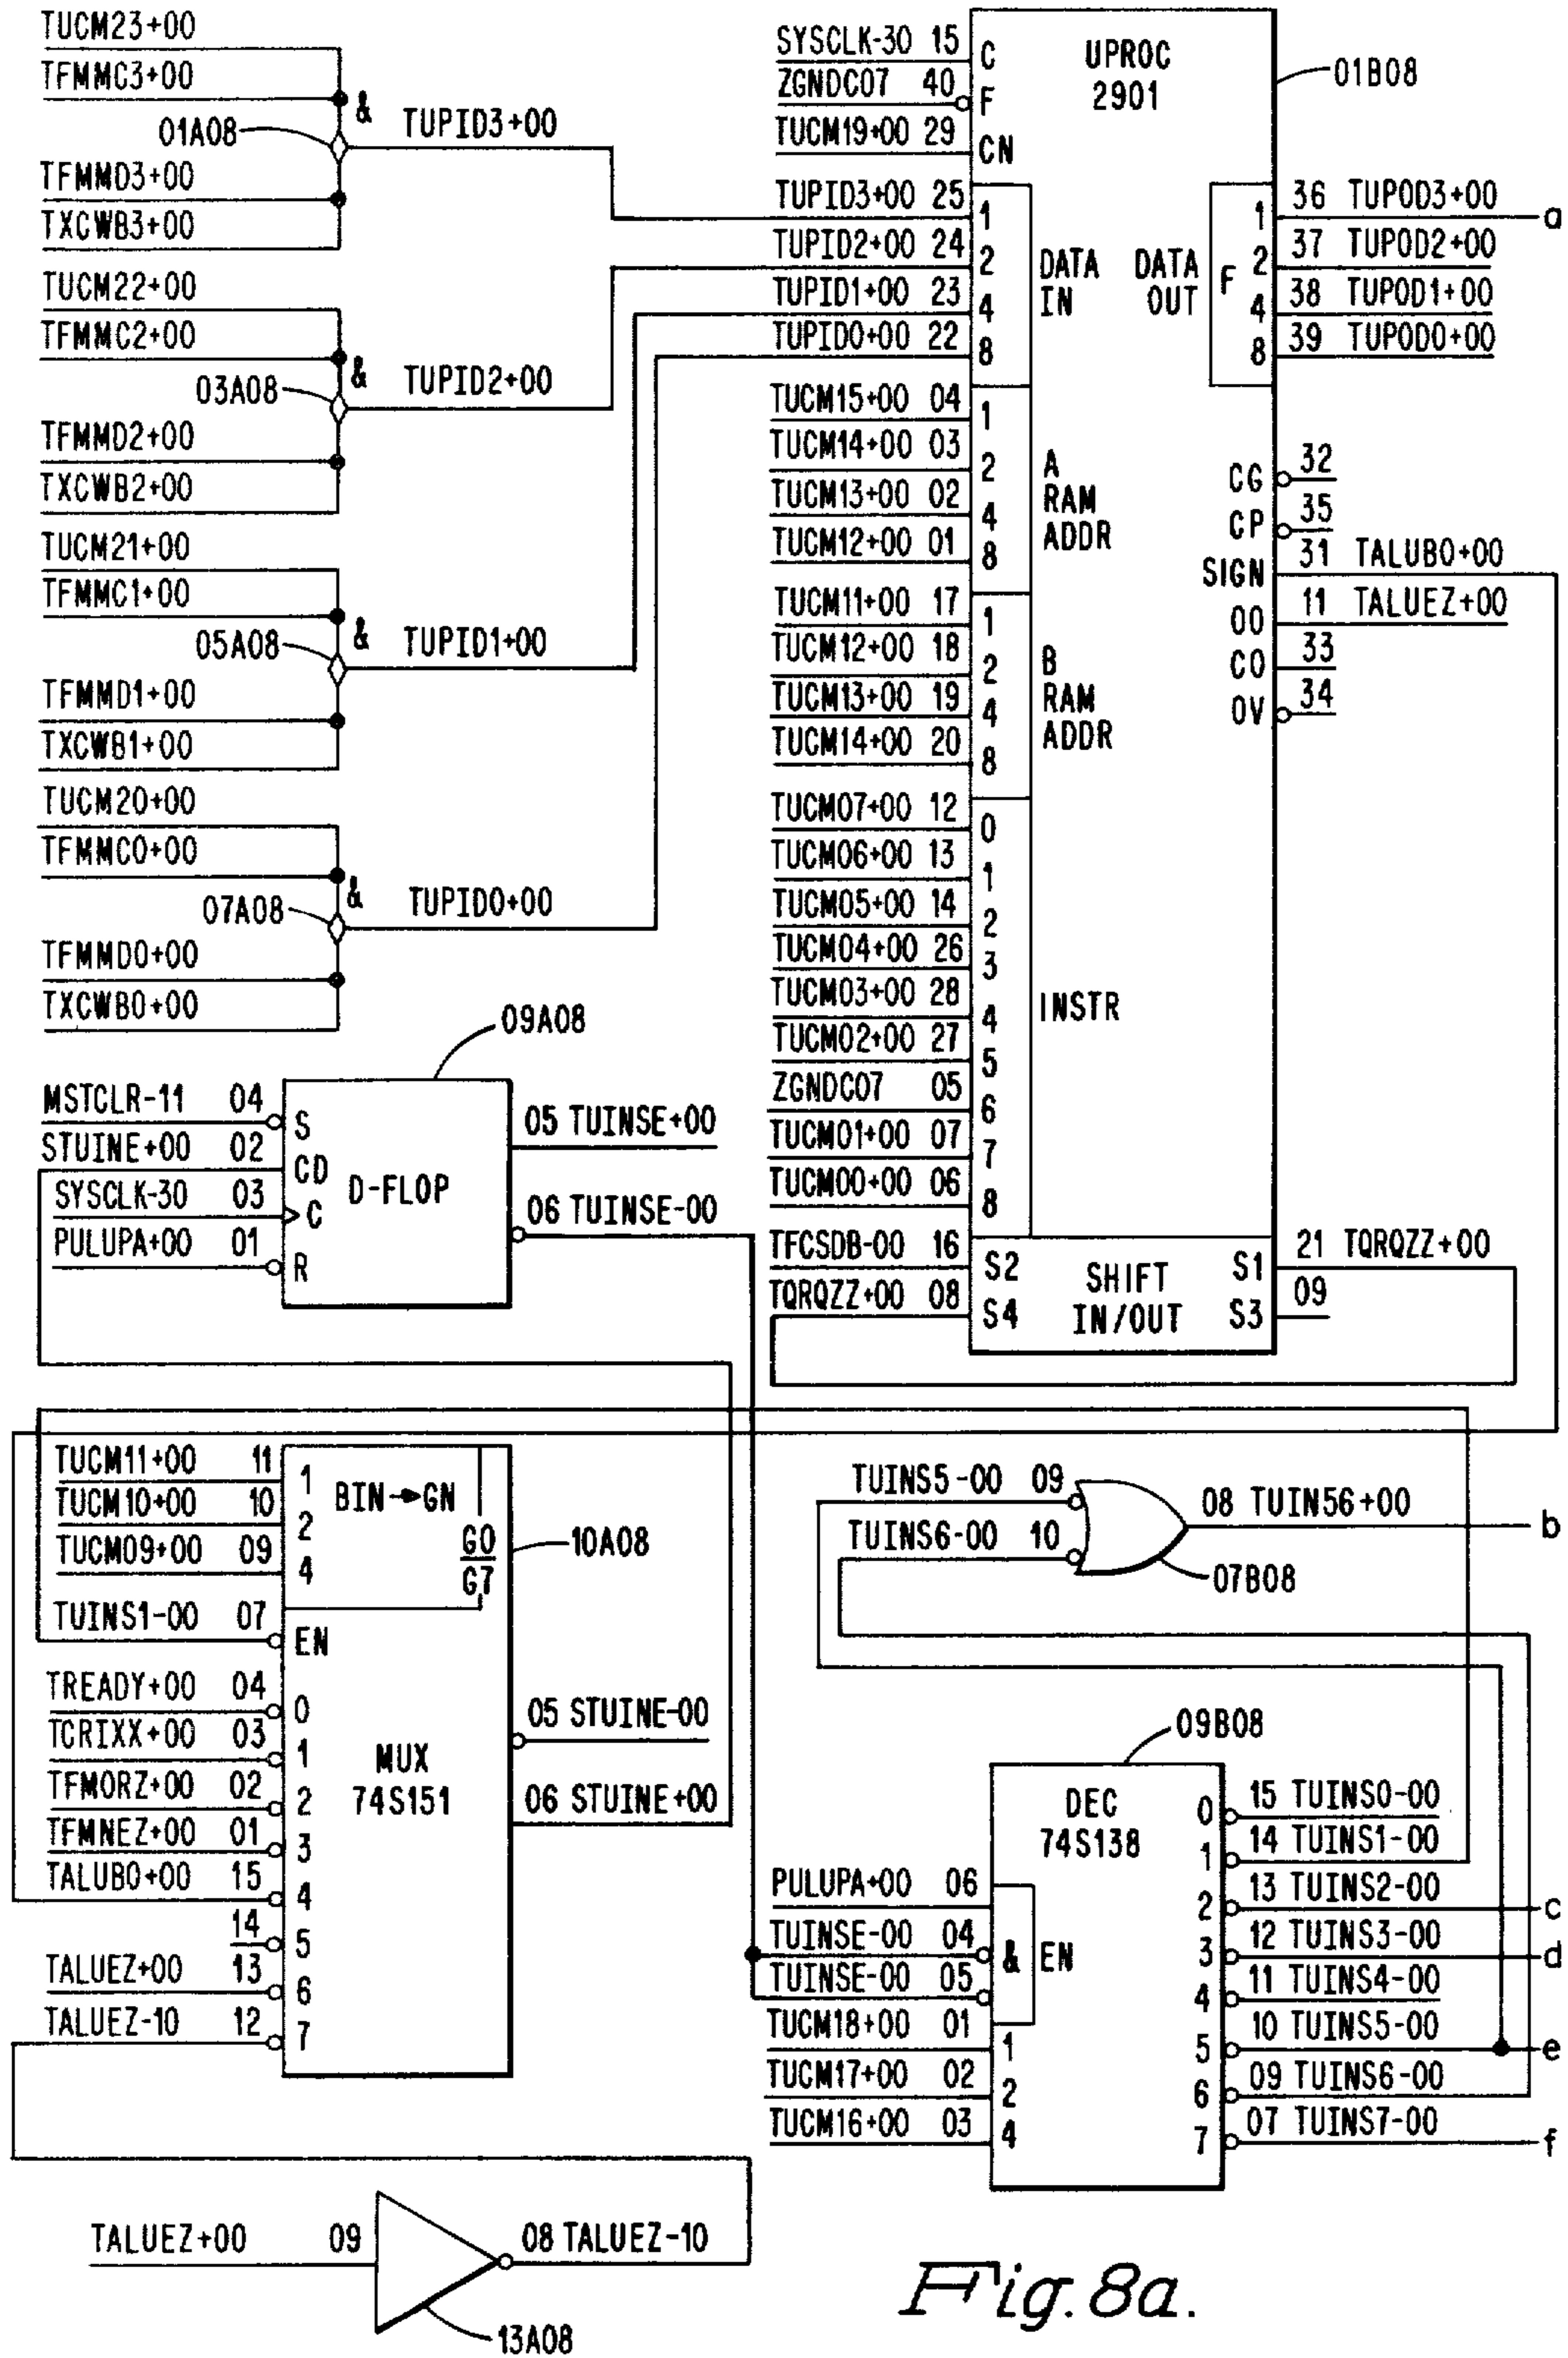 TUCM23+00
TFMMC3+00
&
01A08
TUPID3+00
TFMMD3+00
TXCWB3+00
TUCM22+00
TFMMC2+00
&
03A08
TUPID2+00
TFMMD2+00
TXCWB2+00
TUCM21+00
TFMMC1+00
&
05A08
TUPID1+00
TFMMD1+00
TXCWB1+00
TUCM20+00
TFMMC0+00
&
07A08
TUPID0+00
TFMMD0+00
TXCWB0+00
UPROC
2901
01B08
SYSCLK-30 15 C
ZGNDC07 40 F
TUCM19+00 29 CN
TUPID3+00 25 1
TUPID2+00 24 2
TUPID1+00 23 4
TUPID0+00 22 8
DATA
IN
TUCM15+00 04 1
TUCM14+00 03 2
TUCM13+00 02 4
TUCM12+00 01 8
A
RAM
ADDR
TUCM11+00 17 1
TUCM12+00 18 2
TUCM13+00 19 4
TUCM14+00 20 8
B
RAM
ADDR
TUCM07+00 12 0
TUCM06+00 13 1
TUCM05+00 14 2
TUCM04+00 26 3
TUCM03+00 28 4
TUCM02+00 27 5
ZGNDC07 05 6
TUCM01+00 07 7
TUCM00+00 06 8
INSTR
TFCSDB-00 16 S2
TQRQZZ+00 08 S4
SHIFT
IN/OUT
DATA
OUT
F
1 36 TUPOD3+00 a
2 37 TUPOD2+00
4 38 TUPOD1+00
8 39 TUPOD0+00
CG 32
CP 35
SIGN 31 TALUB0+00
00 11 TALUEZ+00
CO 33
OV 34
S1 21 TQRQZZ+00
S3 09
09A08
MSTCLR-11 04 S
STUINE+00 02 CD
SYSCLK-30 03 C
PULUPA+00 01 R
D-FLOP
05 TUINSE+00
06 TUINSE-00
TUCM11+00 11 1
TUCM10+00 10 2
TUCM09+00 09 4
BIN→GN
G0
G7
10A08
TUINS1-00 07 EN
TREADY+00 04 0
TCRIXX+00 03 1
TFMORZ+00 02 2
TFMNEZ+00 01 3
TALUB0+00 15 4
14 5
TALUEZ+00 13 6
TALUEZ-10 12 7
MUX
74S151
05 STUINE-00
06 STUINE+00
TUINS5-00 09
TUINS6-00 10
08 TUIN56+00 b
07B08
09B08
DEC
74S138
PULUPA+00 06
TUINSE-00 04
TUINSE-00 05
& EN
TUCM18+00 01 1
TUCM17+00 02 2
TUCM16+00 03 4
0 15 TUINS0-00
1 14 TUINS1-00
2 13 TUINS2-00 c
3 12 TUINS3-00 d
4 11 TUINS4-00
5 10 TUINS5-00 e
6 09 TUINS6-00
7 07 TUINS7-00 f
TALUEZ+00 09
08 TALUEZ-10
13A08
Fig. 8a.